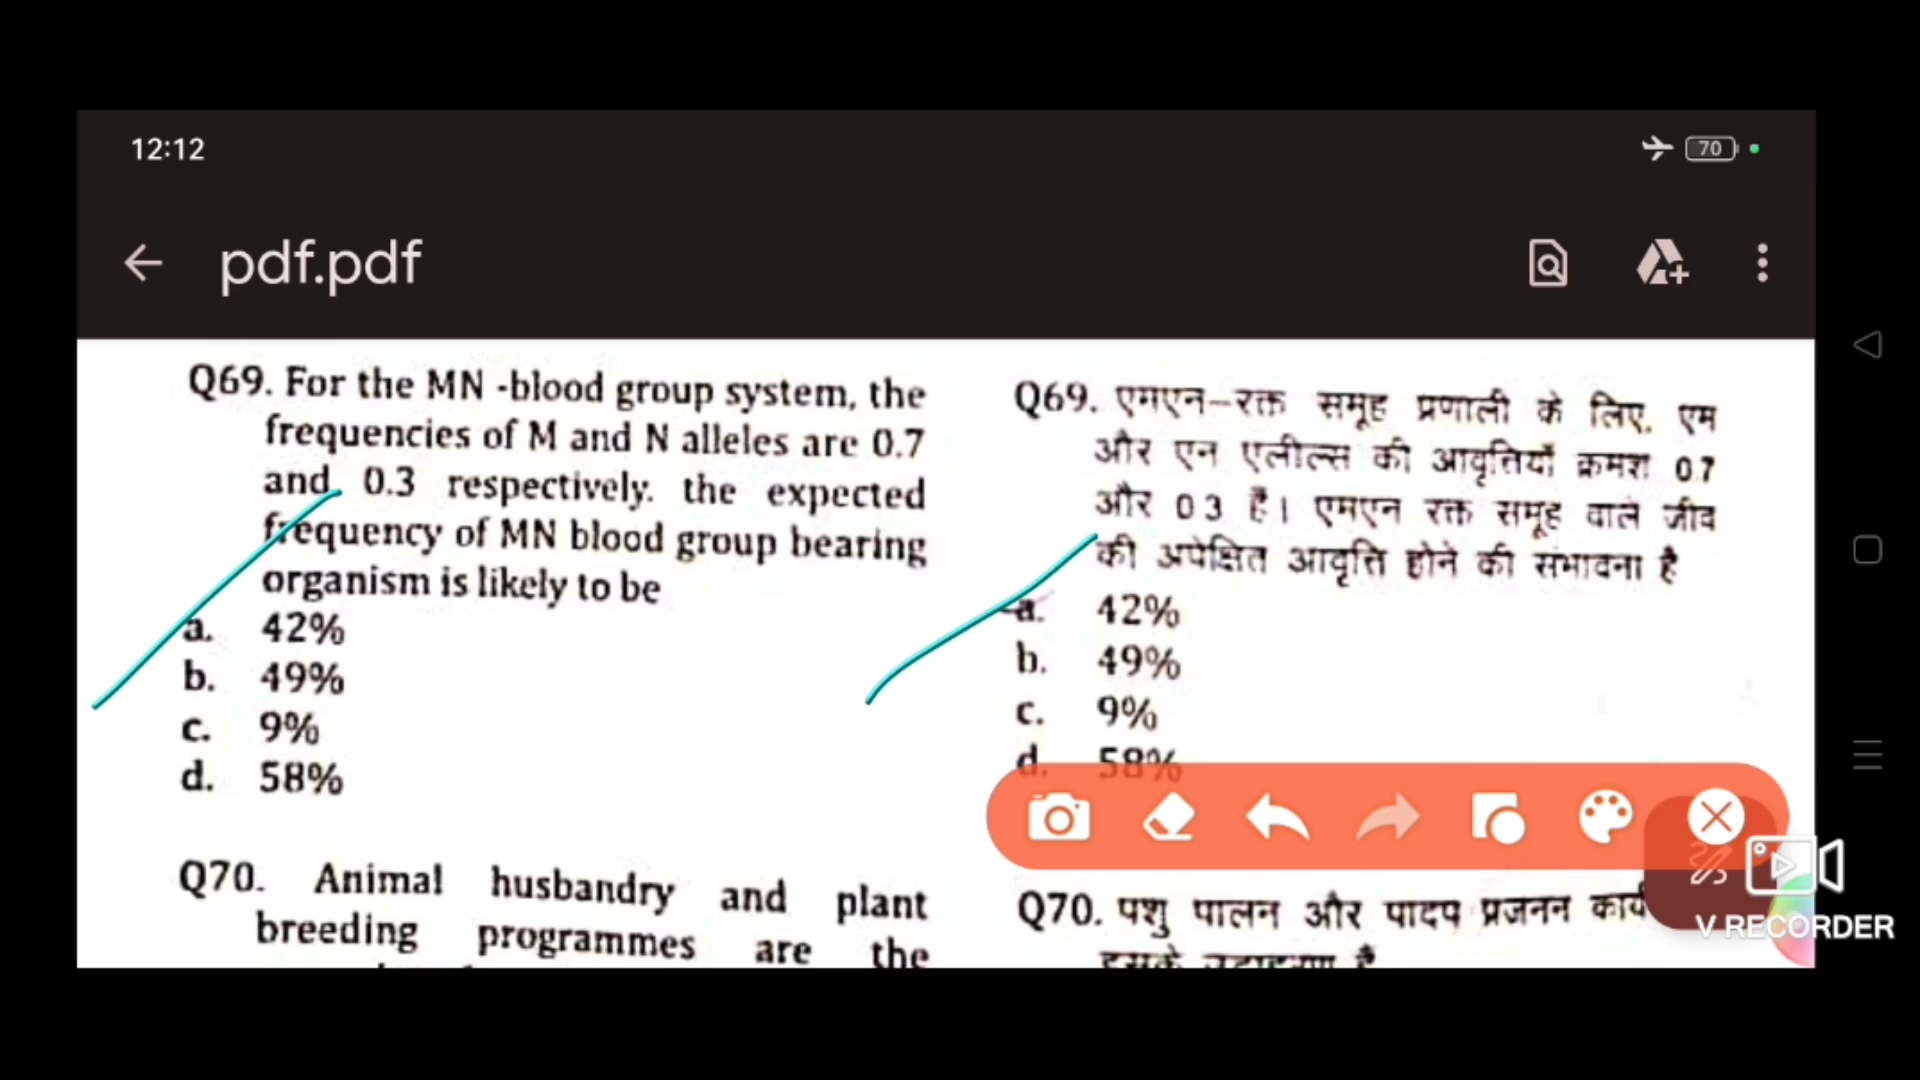 12:12
70
pdf.pdf
Q69. For the MN -blood group system, the
frequencies of M and N alleles are 0.7
and 0.3 respectively. the expected
frequency of MN blood group bearing
organism is likely to be
a. 42%
b. 49%
c. 9%
d. 58%
Q70. Animal husbandry and plant
breeding programmes are the
Q69. एमएन-रक्त समूह प्रणाली के लिए, एम
और एन एलील्स की आवृत्तियाँ क्रमश 0.7
और 0 3 हैं। एमएन रक्त समूह वाले जीव
की अपेक्षित आवृत्ति होने की संभावना है
a. 42%
b. 49%
c. 9%
d. 58%
Q70. पशु पालन और पादप प्रजनन
इसके उदाहरण हैं
V RECORDER